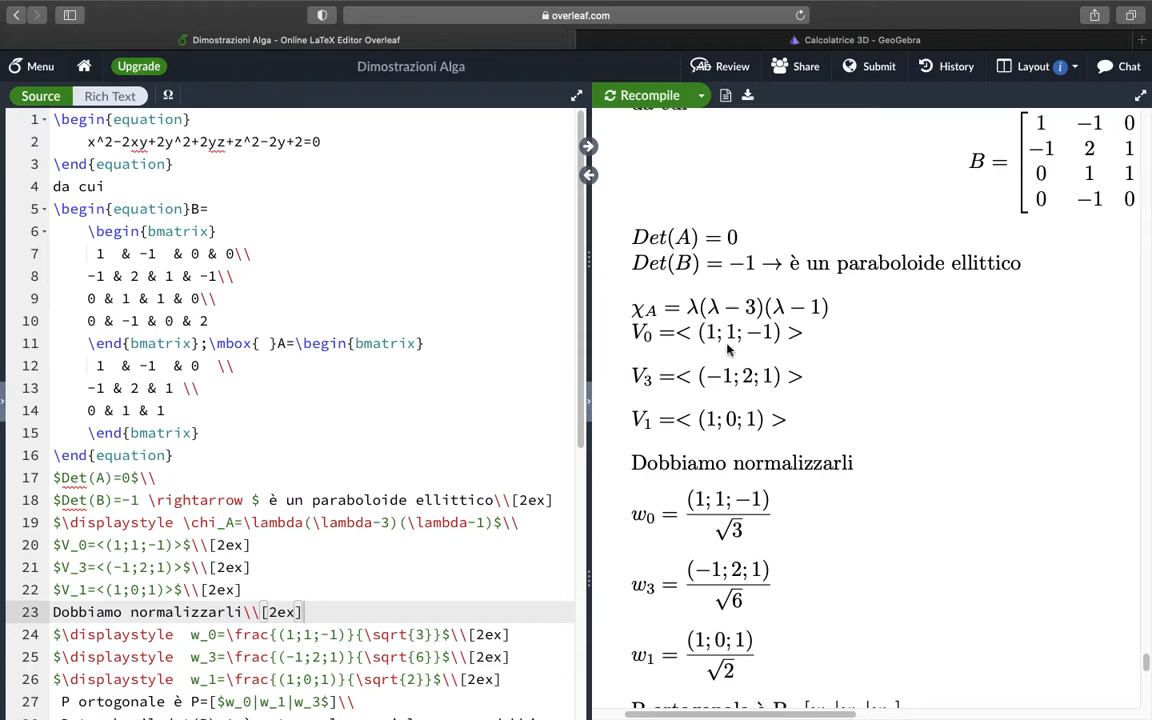 overleaf.com
Dimostrazioni Alga - Online LaTeX Editor Overleaf
Calcolatrice 3D - GeoGebra
Menu Upgrade Dimostrazioni Alga Review Share Submit History Layout Chat
Source Rich Text Ω
Recompile
1 \begin{equation}
2 x^2-2xy+2y^2+2yz+z^2-2y+2=0
3 \end{equation}
4 da cui
5 \begin{equation}B=
6 \begin{bmatrix}
7 1 & -1 & 0 & 0\\
8 -1 & 2 & 1 & -1\\
9 0 & 1 & 1 & 0\\
10 0 & -1 & 0 & 2
11 \end{bmatrix};\mbox{ }A=\begin{bmatrix}
12 1 & -1 & 0 \\
13 -1 & 2 & 1 \\
14 0 & 1 & 1
15 \end{bmatrix}
16 \end{equation}
17 $Det(A)=0$\\
18 $Det(B)=-1 \rightarrow $ è un paraboloide ellittico\\[2ex]
19 $\displaystyle \chi_A=\lambda(\lambda-3)(\lambda-1)$\\
20 $V_0=<(1;1;-1)>$\\[2ex]
21 $V_3=<(-1;2;1)>$\\[2ex]
22 $V_1=<(1;0;1)>$\\[2ex]
23 Dobbiamo normalizzarli\\[2ex]
24 $\displaystyle w_0=\frac{(1;1;-1)}{\sqrt{3}}$\\[2ex]
25 $\displaystyle w_3=\frac{(-1;2;1)}{\sqrt{6}}$\\[2ex]
26 $\displaystyle w_1=\frac{(1;0;1)}{\sqrt{2}}$\\[2ex]
27 P ortogonale è P=[$w_0|w_1|w_3$]\\
da cui
1 −1 0
−1 2 1
B =
0 1 1
0 −1 0
Det(A) = 0
Det(B) = −1 → è un paraboloide ellittico
χA = λ(λ − 3)(λ − 1)
V0 =< (1; 1; −1) >
V3 =< (−1; 2; 1) >
V1 =< (1; 0; 1) >
Dobbiamo normalizzarli
w0 = (1; 1; −1)
√3
w3 = (−1; 2; 1)
√6
w1 = (1; 0; 1)
√2